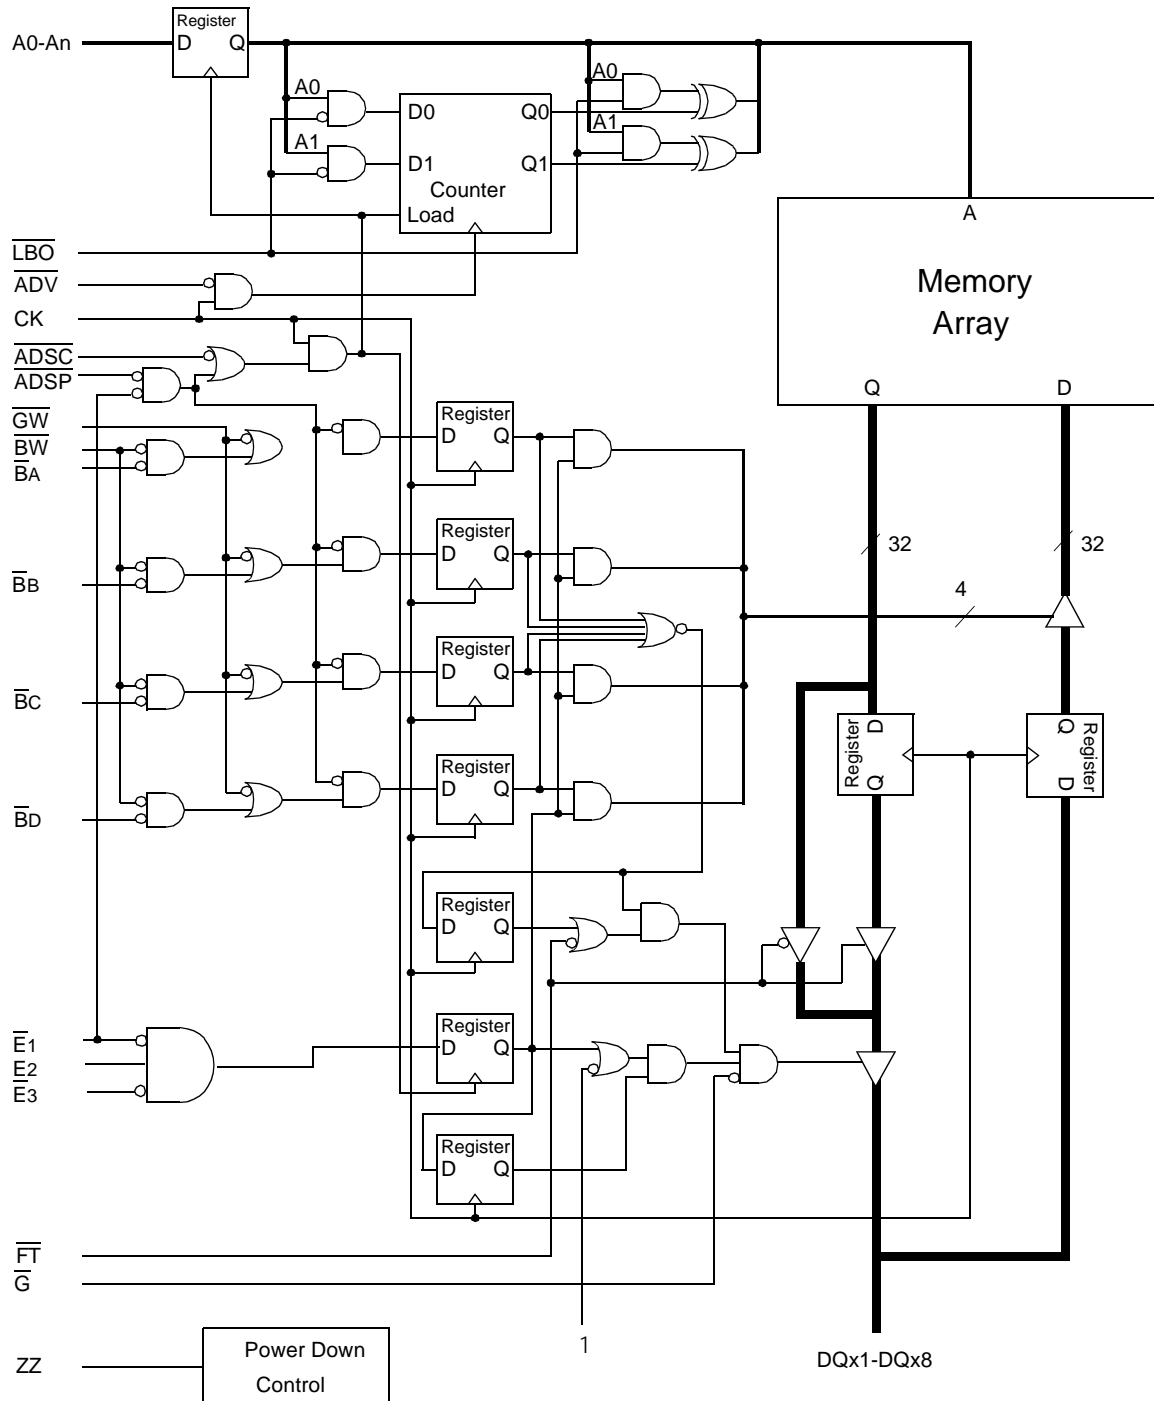 Register
A0-An
D Q
A0
A0
D0
Q0
A1
A1
D1
Q1
Counter
Load
A
LBO
ADV
Memory
CK
Array
ADSC
ADSP
Q
D
GW
Register
BW
D Q
BA
Register
D Q
32
32
BB
4
Register
D Q
BC
Register
D
Q
Register
Q
D
Register
D Q
BD
Register
D Q
Register
E1
D Q
E2
E3
Register
D Q
FT
G
1
Power Down
ZZ
DQx1-DQx8
Control